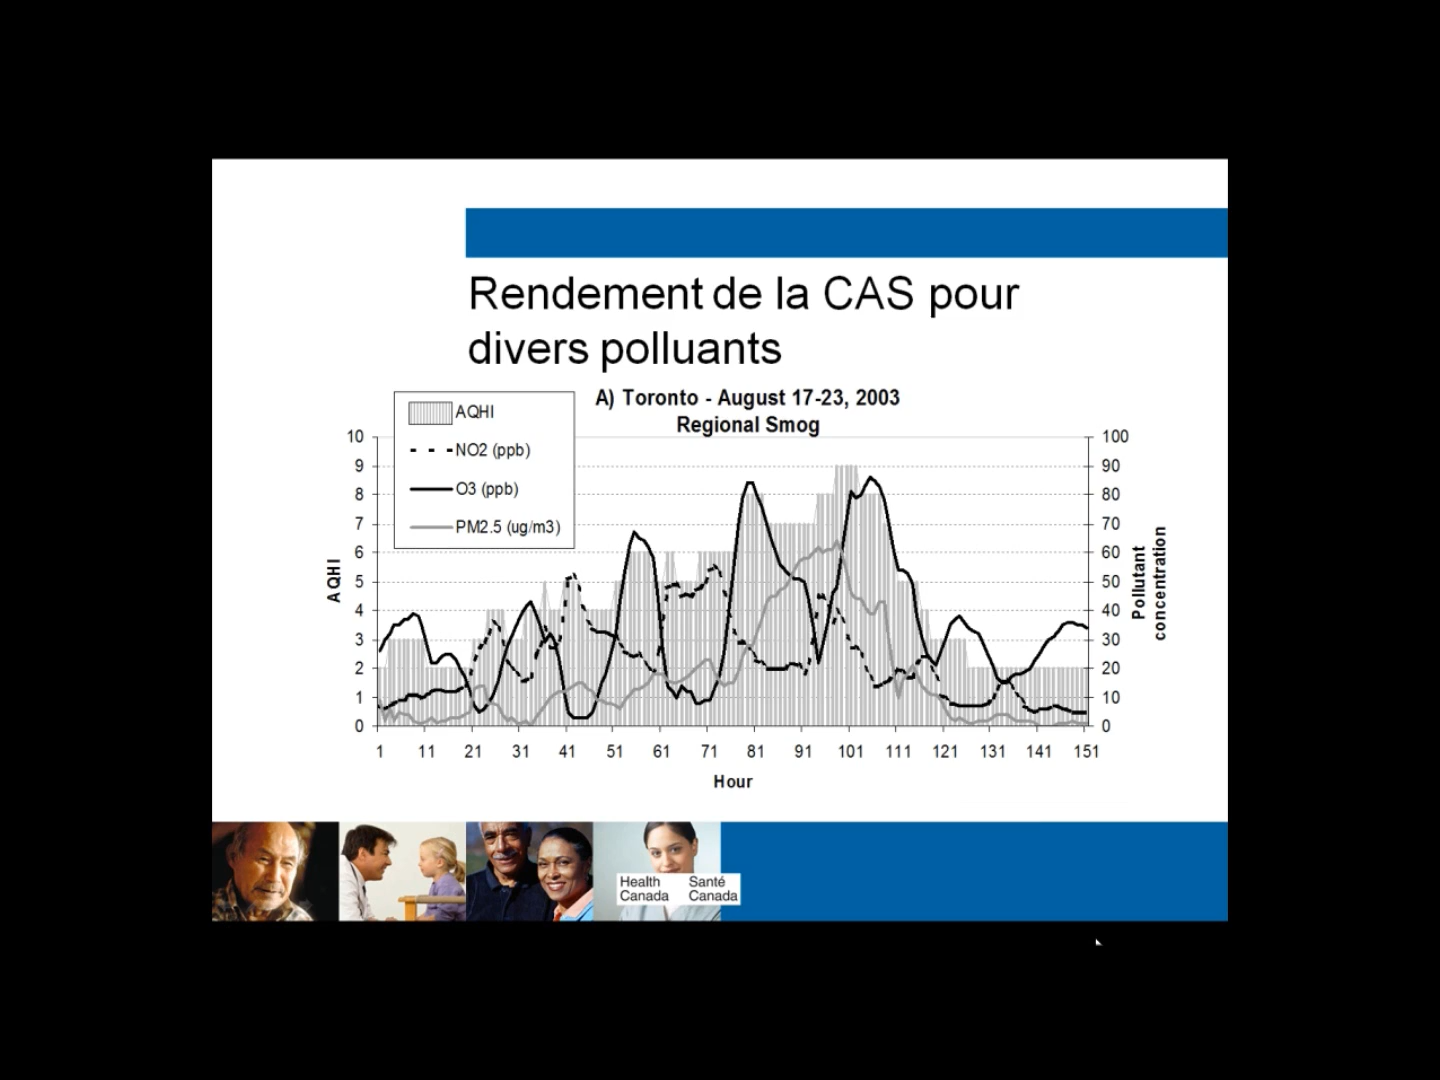 Rendement de la CAS pour
divers polluants
A) Toronto - August 17-23, 2003
Regional Smog
AQHI
NO2 (ppb)
O3 (ppb)
PM2.5 (ug/m3)
10
9
8
7
6
5
4
3
2
1
0
AQHI
100
90
80
70
60
50
40
30
20
10
0
Pollutant
concentration
1 11 21 31 41 51 61 71 81 91 101 111 121 131 141 151
Hour
Health Santé
Canada Canada